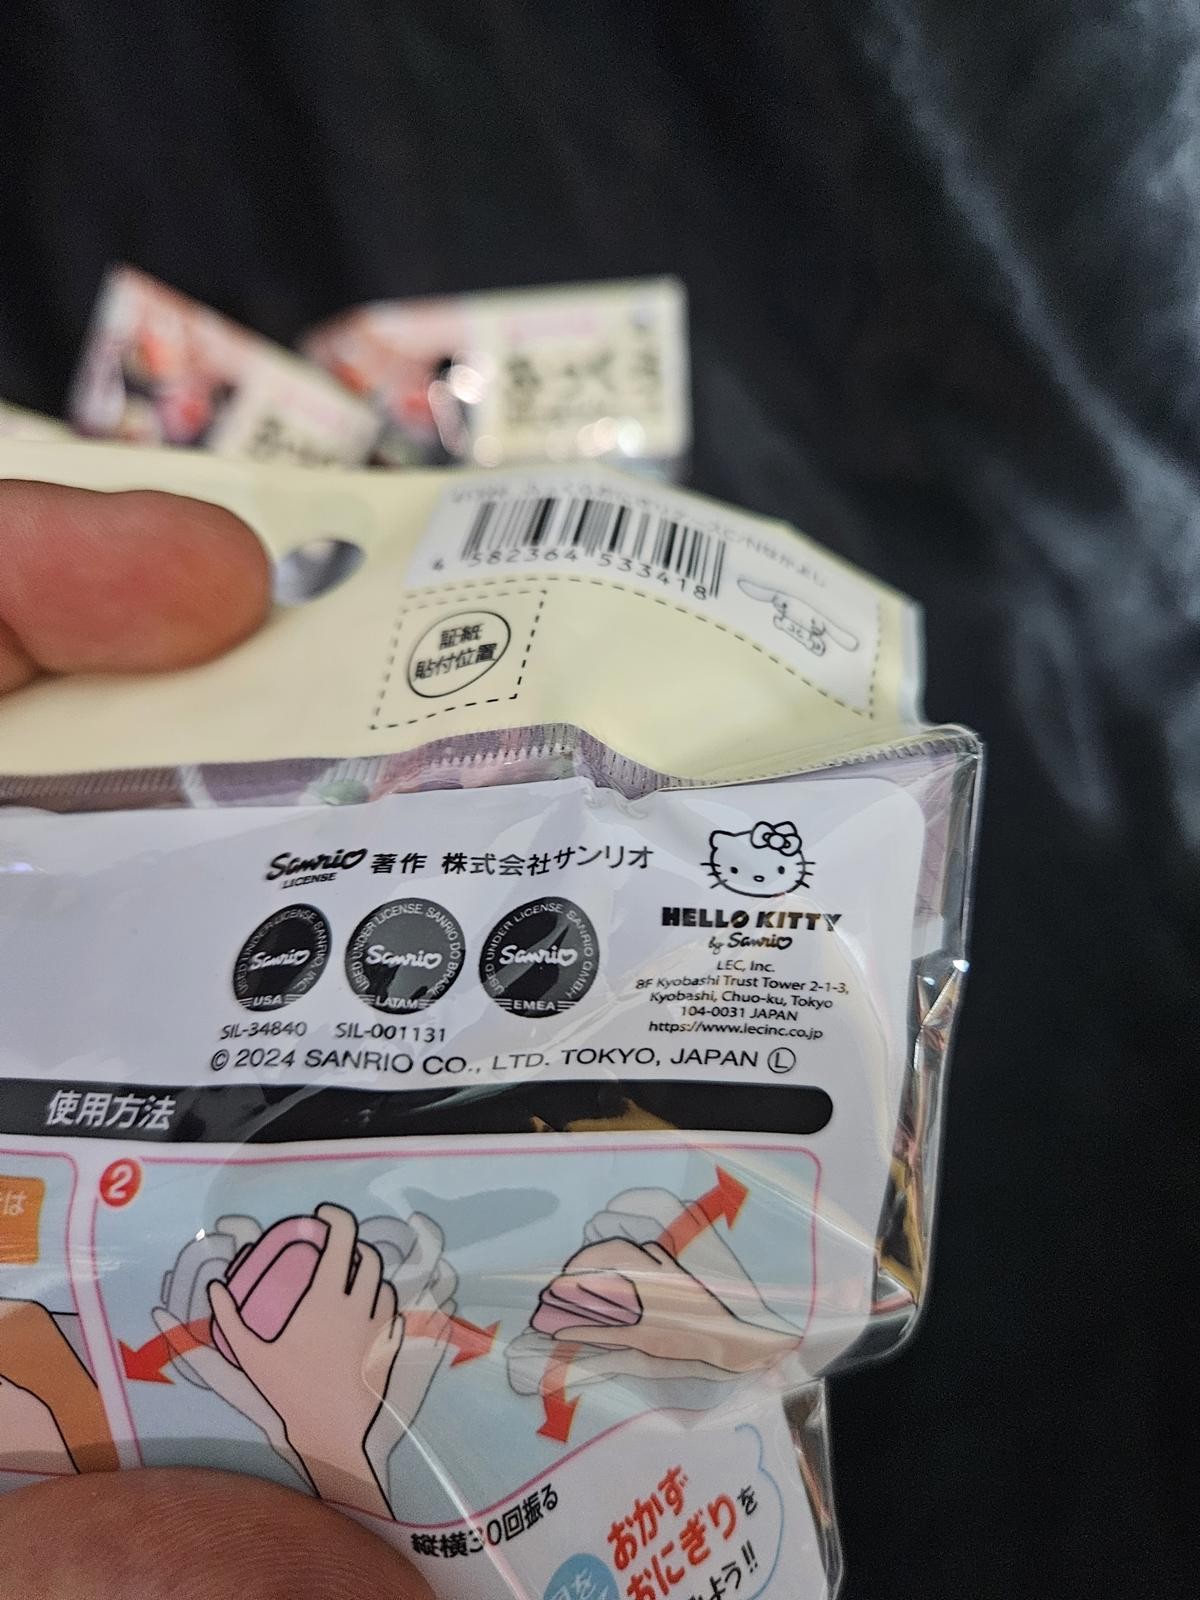 4 582364 533418
証紙
貼付位置
Sanrio 著作 株式会社サンリオ
LICENSE
USED UNDER LICENSE, SANRIO INC.
Sanrio
USA
USED UNDER LICENSE, SANRIO DO BRASIL
Sanrio
LATAM
USED UNDER LICENSE, SANRIO GMBH
Sanrio
EMEA
SIL-34840 SIL-001131
HELLO KITTY
by Sanrio
LEC, Inc.
8F Kyobashi Trust Tower 2-1-3,
Kyobashi, Chuo-ku, Tokyo
104-0031 JAPAN
https://www.lecinc.co.jp
© 2024 SANRIO CO., LTD. TOKYO, JAPAN Ⓛ
使用方法
は
2
縦横30回振る
おかず
おにぎりを
よう!!